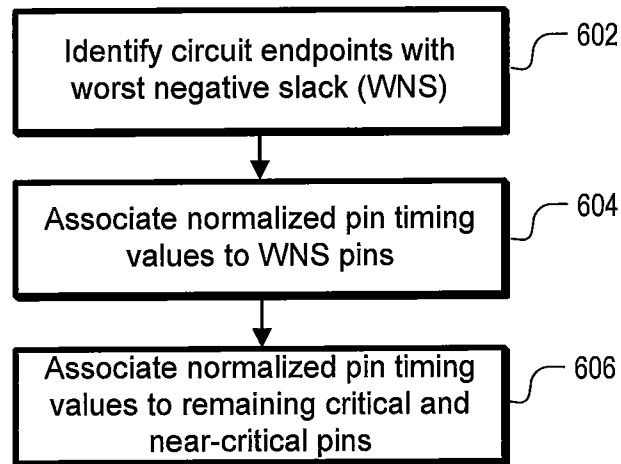 Identify circuit endpoints with
worst negative slack (WNS)
602
Associate normalized pin timing
values to WNS pins
604
Associate normalized pin timing
values to remaining critical and
near-critical pins
606